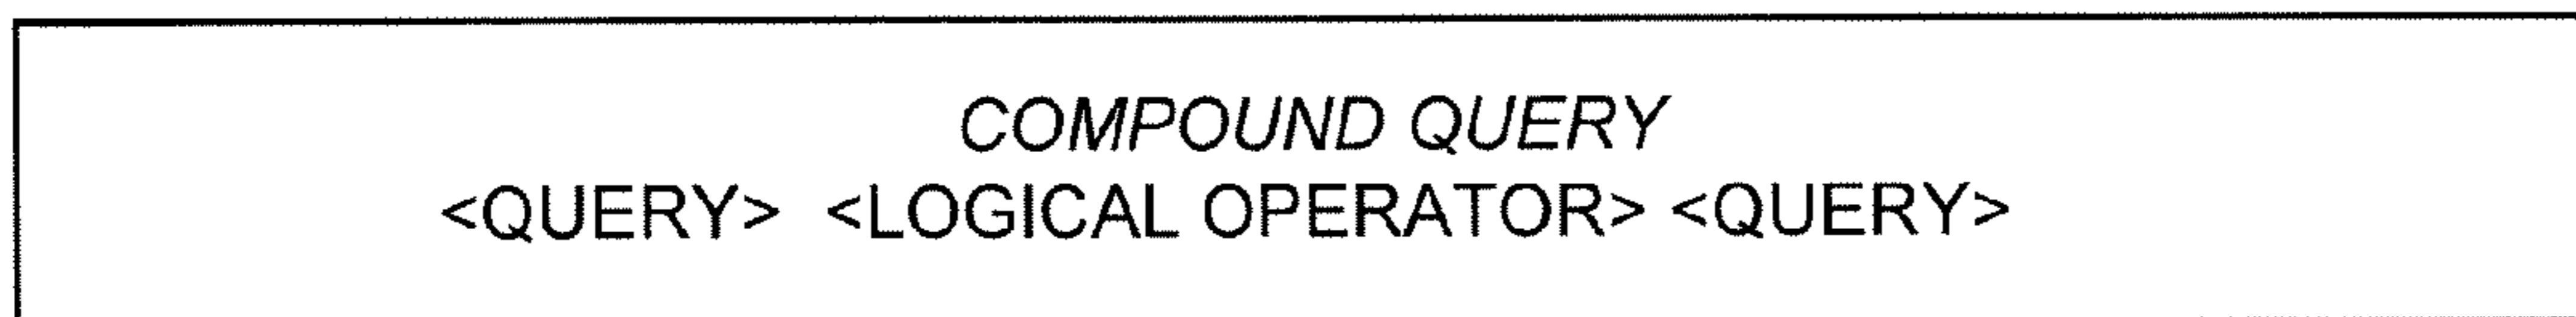 COMPOUND QUERY
<QUERY> <LOGICAL OPERATOR> <QUERY>